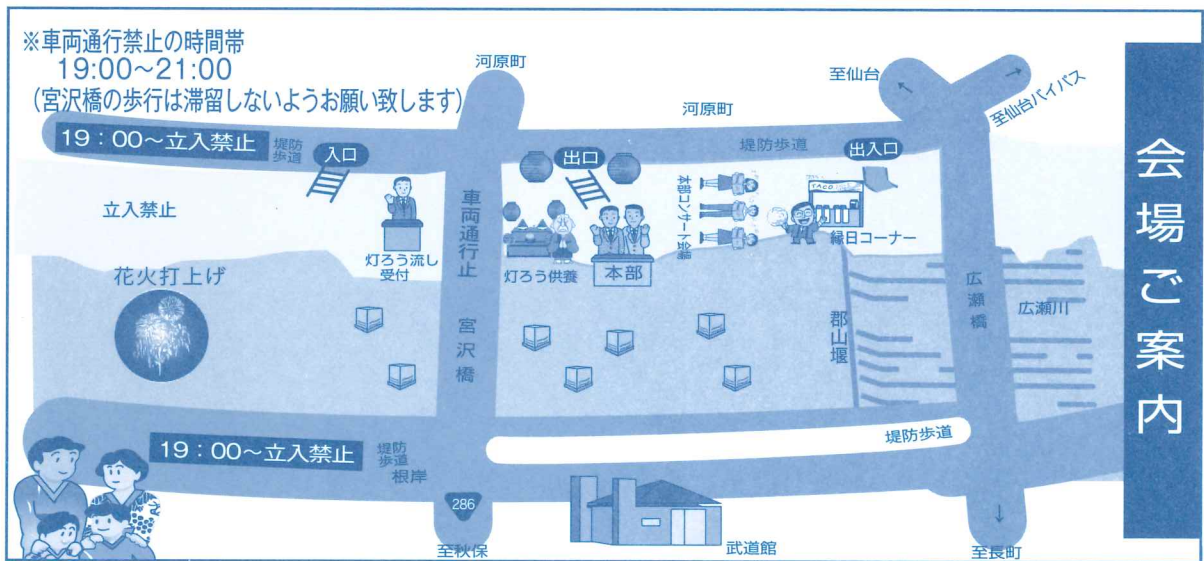 ※車両通行禁止の時間帯
19:00～21:00
(宮沢橋の歩行は滞留しないようお願い致します)
河原町
至仙台
至仙台バイパス
河原町
19:00～立入禁止
堤防
歩道
入口
出口
堤防歩道
出入口
立入禁止
灯ろう流し
受付
車両通行止
灯ろう供養
本部
本部コンサート会場
TACO
縁日コーナー
花火打上げ
宮沢橋
郡山堰
広瀬橋
広瀬川
19:00～立入禁止
堤防
歩道
根岸
堤防歩道
286
至秋保
武道館
至長町
会場ご案内